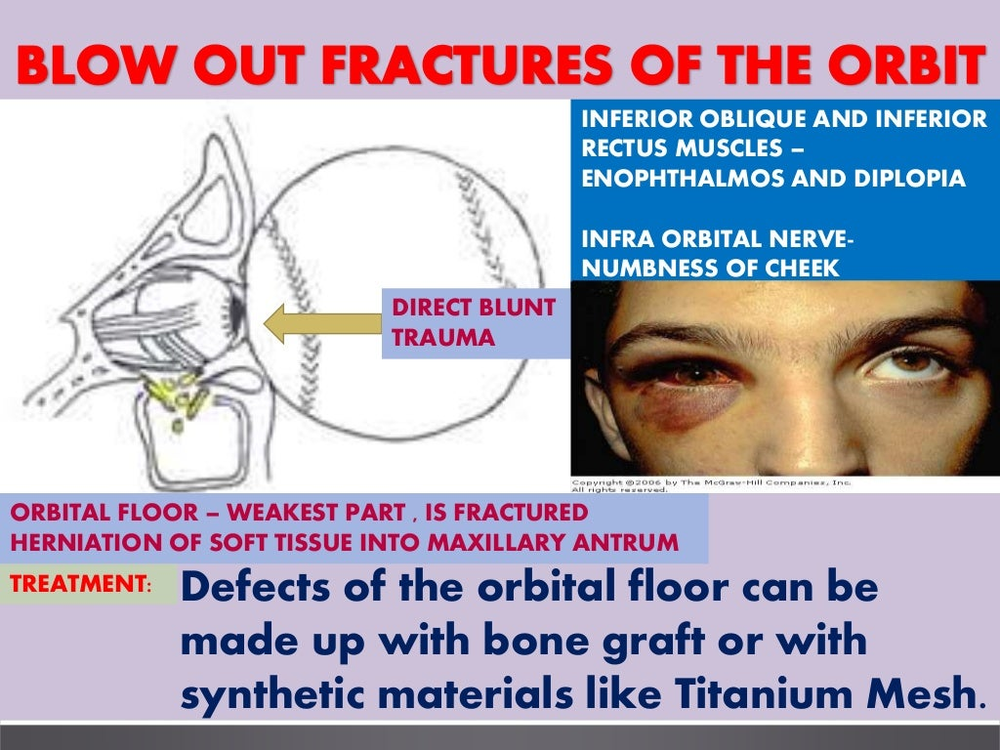 BLOW OUT FRACTURES OF THE ORBIT
INFERIOR OBLIQUE AND INFERIOR
RECTUS MUSCLES –
ENOPHTHALMOS AND DIPLOPIA
INFRA ORBITAL NERVE-
NUMBNESS OF CHEEK
DIRECT BLUNT
TRAUMA
Copyright ©2006 by The McGraw-Hill Companies, Inc.
All rights reserved.
ORBITAL FLOOR – WEAKEST PART , IS FRACTURED
HERNIATION OF SOFT TISSUE INTO MAXILLARY ANTRUM
TREATMENT:
Defects of the orbital floor can be
made up with bone graft or with
synthetic materials like Titanium Mesh.